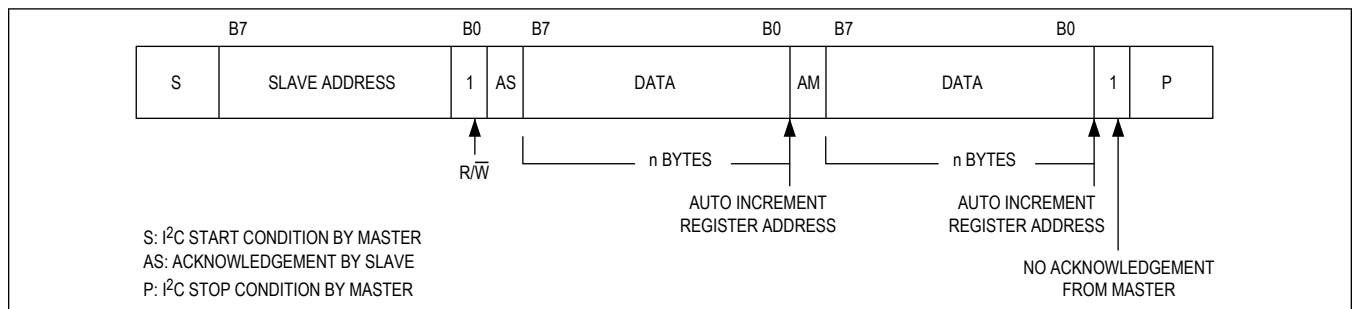 B7 B0 B7 B0 B7 B0
S SLAVE ADDRESS 1 AS DATA AM DATA 1 P
R/W̅ n BYTES n BYTES
AUTO INCREMENT
REGISTER ADDRESS
AUTO INCREMENT
REGISTER ADDRESS
S: I²C START CONDITION BY MASTER
AS: ACKNOWLEDGEMENT BY SLAVE
P: I²C STOP CONDITION BY MASTER
NO ACKNOWLEDGEMENT
FROM MASTER